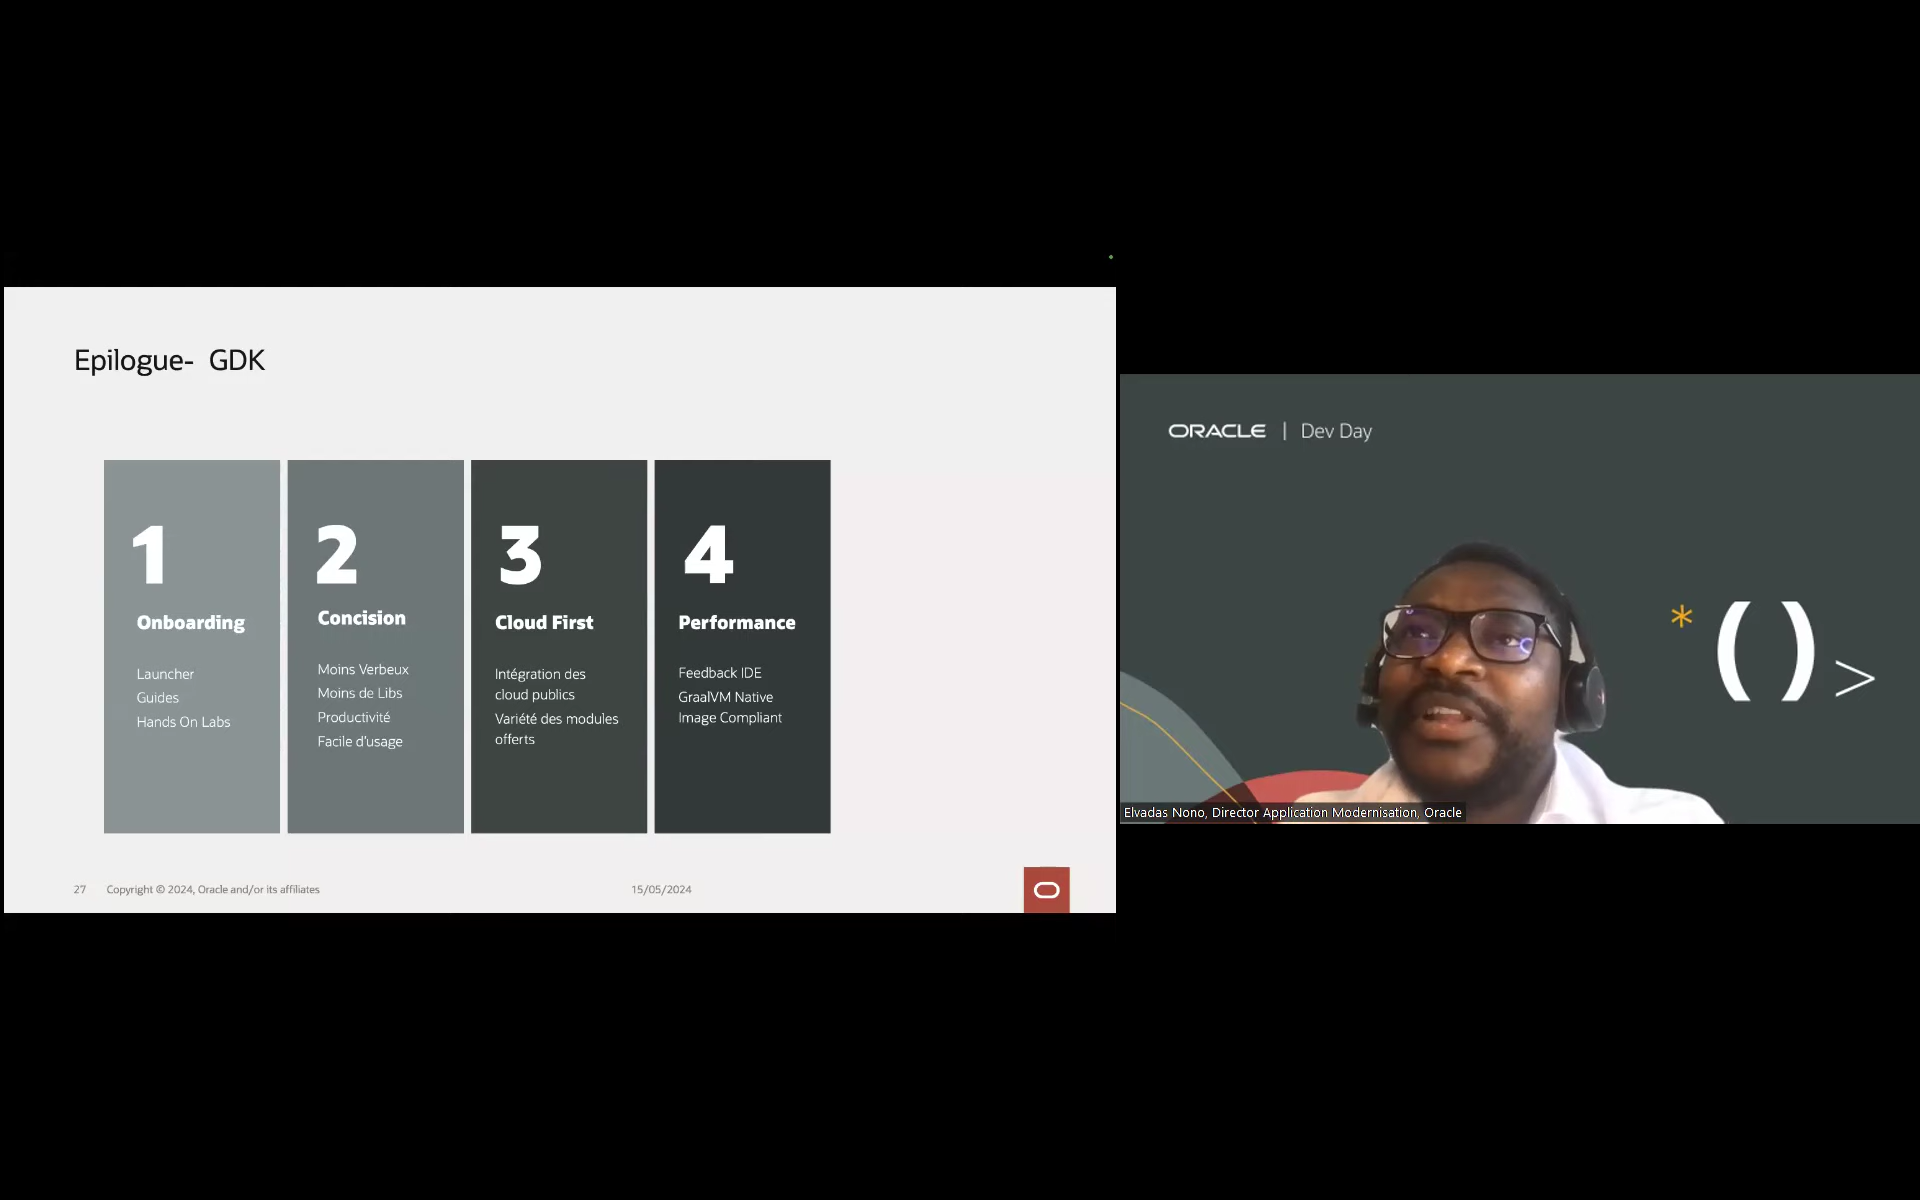 Epilogue- GDK
1
Onboarding
Launcher
Guides
Hands On Labs
2
Concision
Moins Verbeux
Moins de Libs
Productivité
Facile d'usage
3
Cloud First
Intégration des
cloud publics
Variété des modules
offerts
4
Performance
Feedback IDE
GraalVM Native
Image Compliant
27 Copyright © 2024, Oracle and/or its affiliates 15/05/2024
ORACLE | Dev Day
* ( ) >
Elvadas Nono, Director Application Modernisation, Oracle